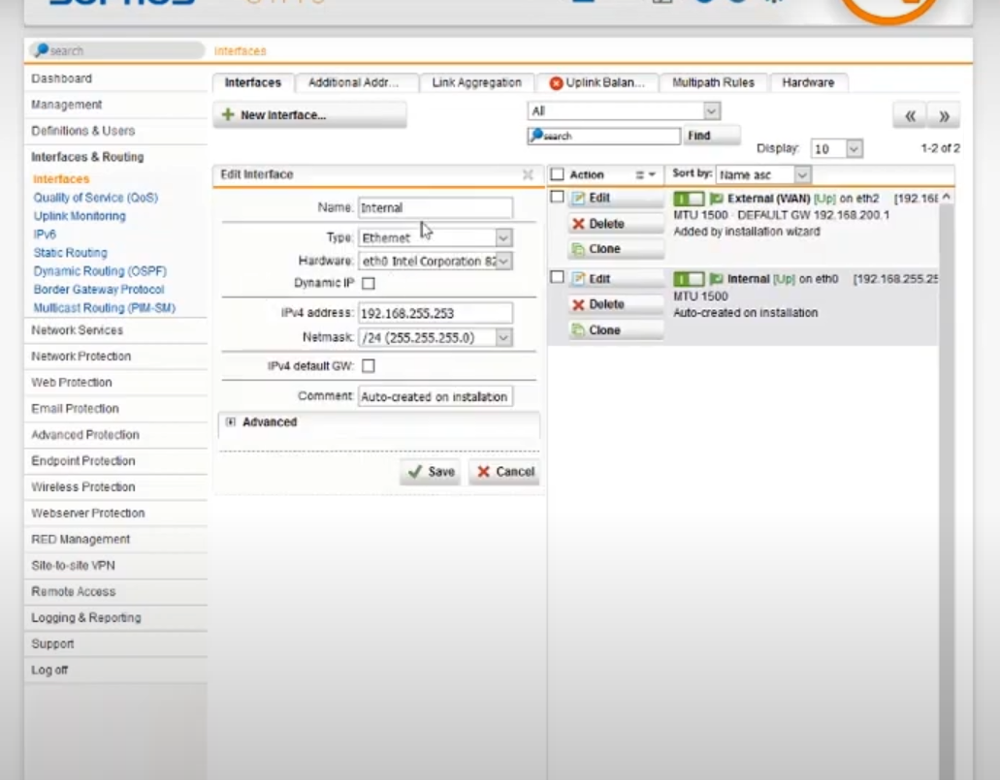 search
Interfaces
Dashboard
Management
Definitions & Users
Interfaces & Routing
Interfaces
Quality of Service (QoS)
Uplink Monitoring
IPv6
Static Routing
Dynamic Routing (OSPF)
Border Gateway Protocol
Multicast Routing (PIM-SM)
Network Services
Network Protection
Web Protection
Email Protection
Advanced Protection
Endpoint Protection
Wireless Protection
Webserver Protection
RED Management
Site-to-site VPN
Remote Access
Logging & Reporting
Support
Log off
Interfaces
Additional Addr...
Link Aggregation
Uplink Balan...
Multipath Rules
Hardware
+ New Interface...
All
search
Find
« »
Display: 10
1-2 of 2
Edit Interface
Name: Internal
Type: Ethernet
Hardware: eth0 Intel Corporation 82
Dynamic IP
IPv4 address: 192.168.255.253
Netmask: /24 (255.255.255.0)
IPv4 default GW:
Comment: Auto-created on installation
Advanced
Save
Cancel
Action
Sort by: Name asc
Edit
Delete
Clone
External (WAN) [Up] on eth2 [192.168
MTU 1500 · DEFAULT GW 192.168.200.1
Added by installation wizard
Edit
Delete
Clone
Internal [Up] on eth0 [192.168.255.25
MTU 1500
Auto-created on installation